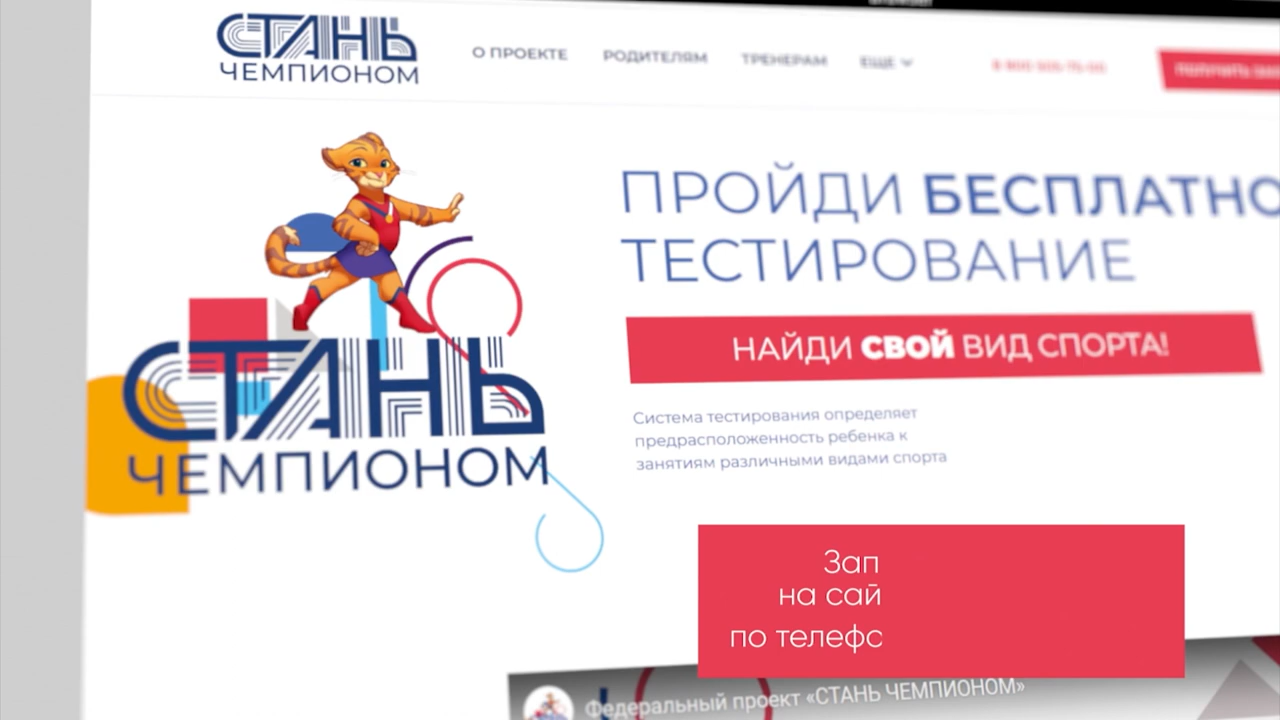 СТАНЬ
ЧЕМПИОНОМ
О ПРОЕКТЕ РОДИТЕЛЯМ ТРЕНЕРАМ ЕЩЕ
ПРОЙДИ БЕСПЛАТНО
ТЕСТИРОВАНИЕ
НАЙДИ СВОЙ ВИД СПОРТА!
Система тестирования определяет
предрасположенность ребенка к
занятиям различными видами спорта
СТАНЬ
ЧЕМПИОНОМ
Зап
на сай
по телефо
Федеральный проект «СТАНЬ ЧЕМПИОНОМ»